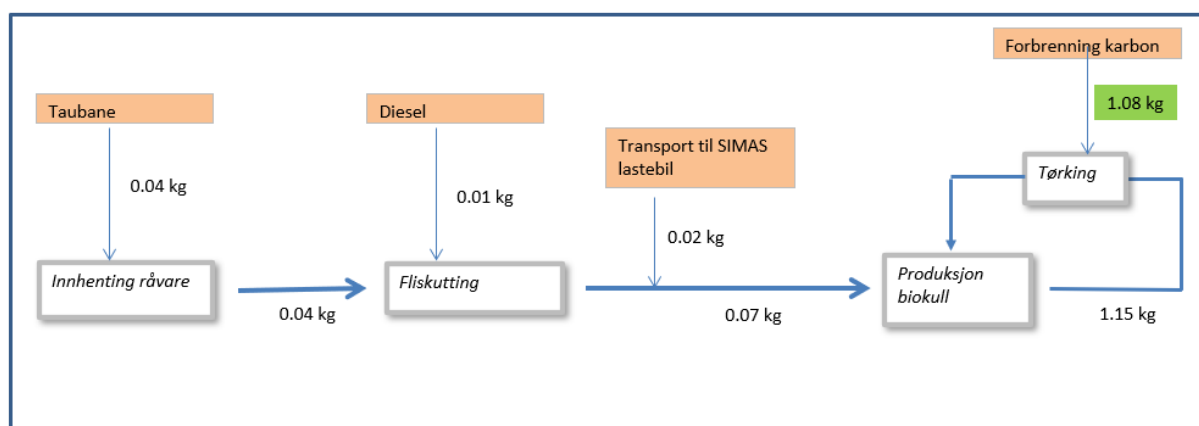 Forbrenning karbon
1.08 kg
Taubane
Diesel
Transport til SIMAS
lastebil
Tørking
0.04 kg
0.01 kg
0.02 kg
Innhenting råvare
Fliskutting
Produksjon
biokull
0.04 kg
0.07 kg
1.15 kg